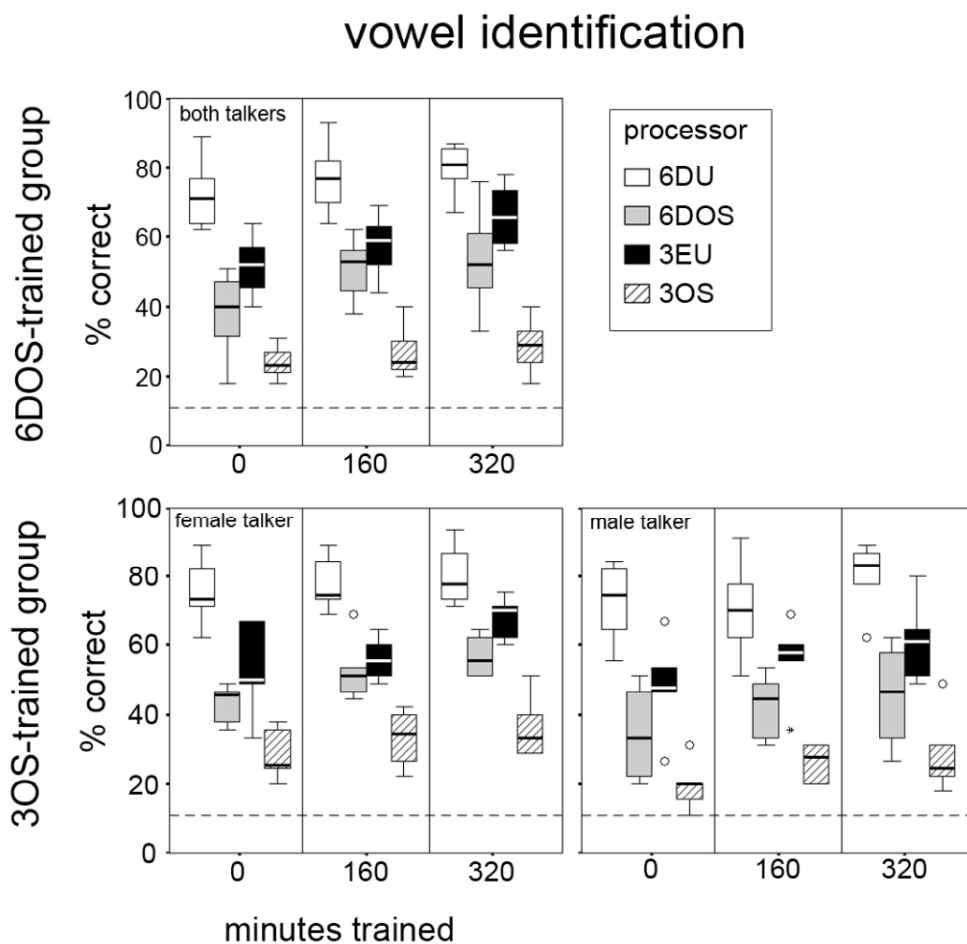 vowel identification
6DOS-trained group
% correct
100
80
60
40
20
0
both talkers
0
160
320
processor
6DU
6DOS
3EU
3OS
3OS-trained group
% correct
100
80
60
40
20
0
female talker
0
160
320
male talker
0
160
320
minutes trained